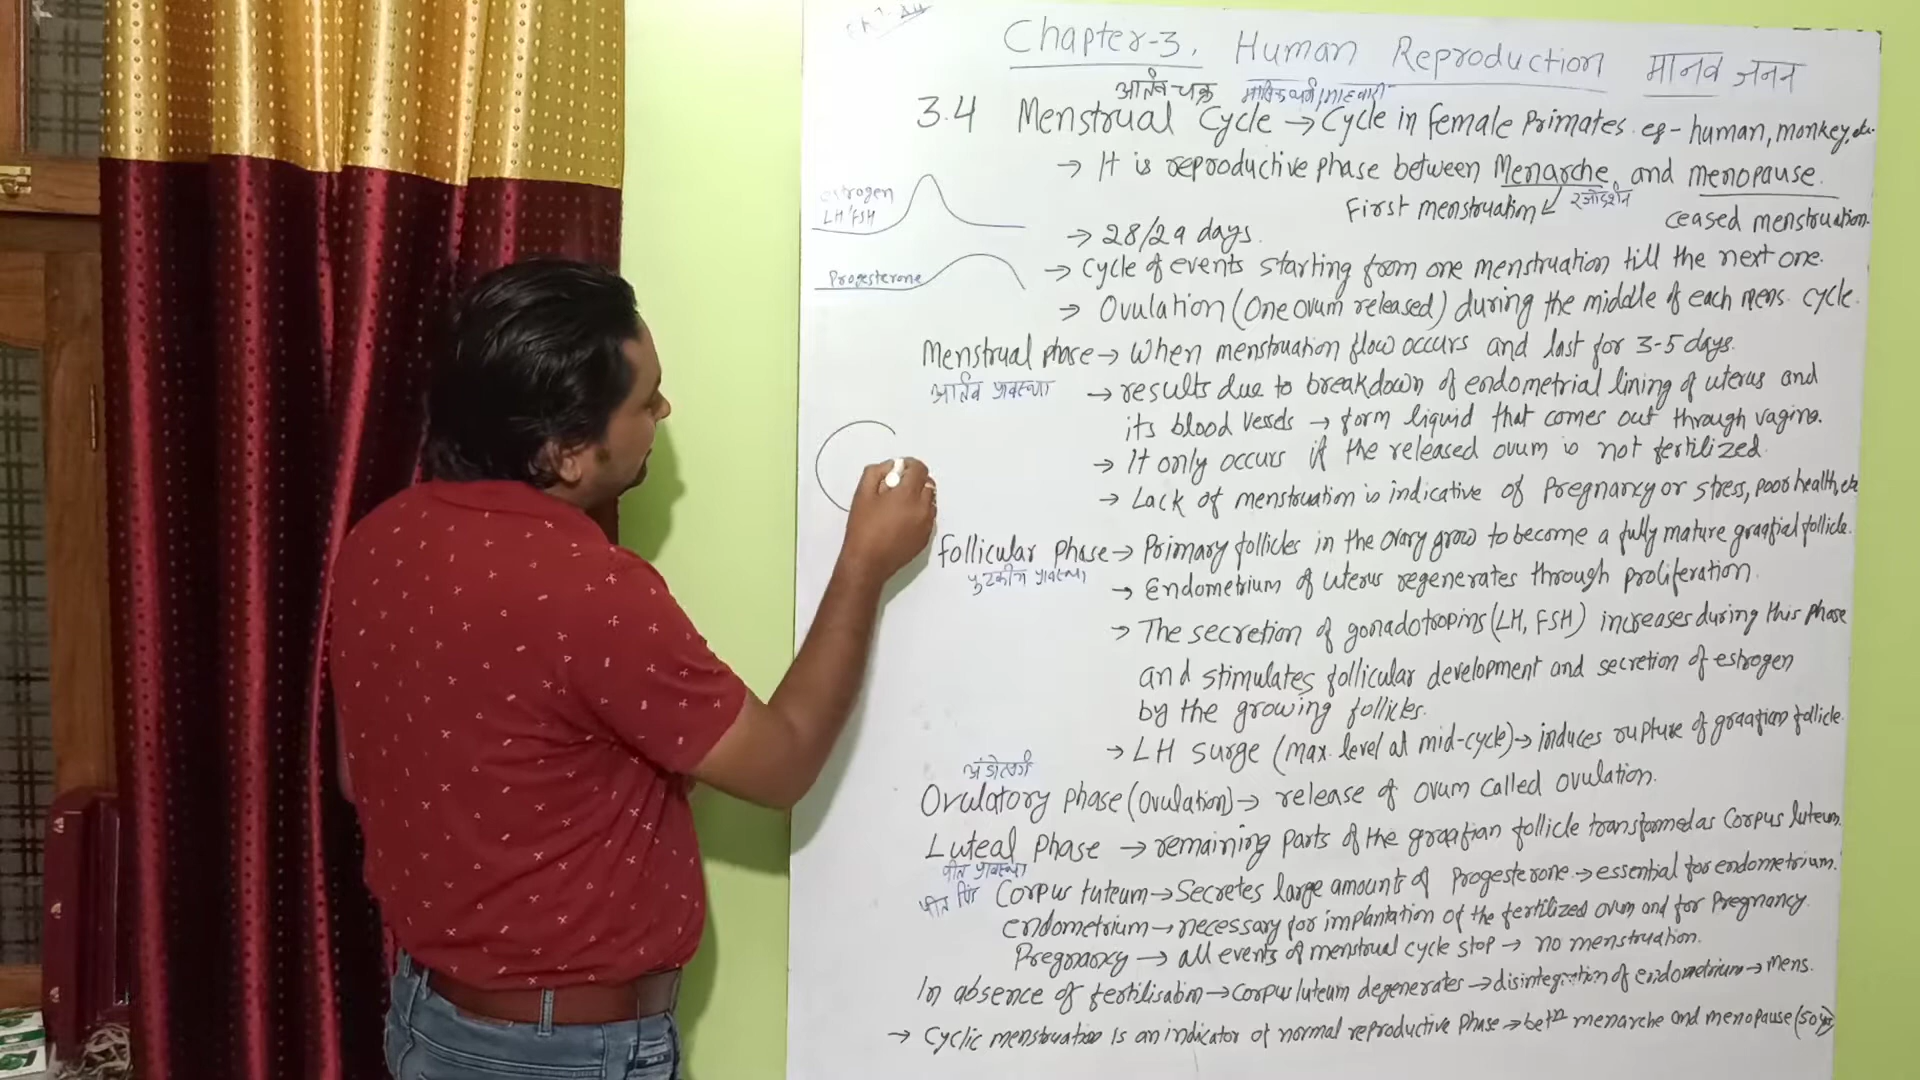 Chapter-3. Human Reproduction मानव जनन
आर्तव चक्र
3.4 Menstrual Cycle → Cycle in female Primates. eg - human, monkey, etc.
→ It is reproductive phase between Menarche and menopause.
First menstruation रजोदर्शन ceased menstruation.
estrogen
LH FSH
→ 28/29 days.
Progesterone
→ Cycle of events starting from one menstruation till the next one.
→ Ovulation (One ovum released) during the middle of each mens. cycle.
Menstrual phase → When menstruation flow occurs and last for 3-5 days.
आर्तव प्रावस्था
→ results due to breakdown of endometrial lining of uterus and
its blood vessels → form liquid that comes out through vagina.
→ It only occurs if the released ovum is not fertilized.
→ Lack of menstruation is indicative of Pregnancy or stress, poor health, etc
follicular phase → Primary follicles in the ovary grow to become a fully mature graafial follicle.
पुटकीय प्रावस्था
→ Endometrium of uterus regenerates through proliferation.
→ The secretion of gonadotropins (LH, FSH) increases during this phase
and stimulates follicular development and secretion of estrogen
by the growing follicles.
→ LH surge (max. level at mid-cycle) → induces rupture of graafian follicle.
अंडोत्सर्ग
Ovulatory phase (Ovulation) → release of ovum called ovulation.
Luteal phase → remaining parts of the graafian follicle transformed as Corpus luteum.
पीत प्रावस्था
पीत पिंड Corpus luteum → Secretes large amounts of Progesterone → essential for endometrium.
endometrium → necessary for implantation of the fertilized ovum and for Pregnancy.
Pregnancy → all events of menstrual cycle stop → no menstruation.
In absence of fertilisation → corpus luteum degenerates → disintegration of endometrium → mens.
→ Cyclic menstruation is an indicator of normal reproductive phase → betn menarche and menopause (50 yrs)